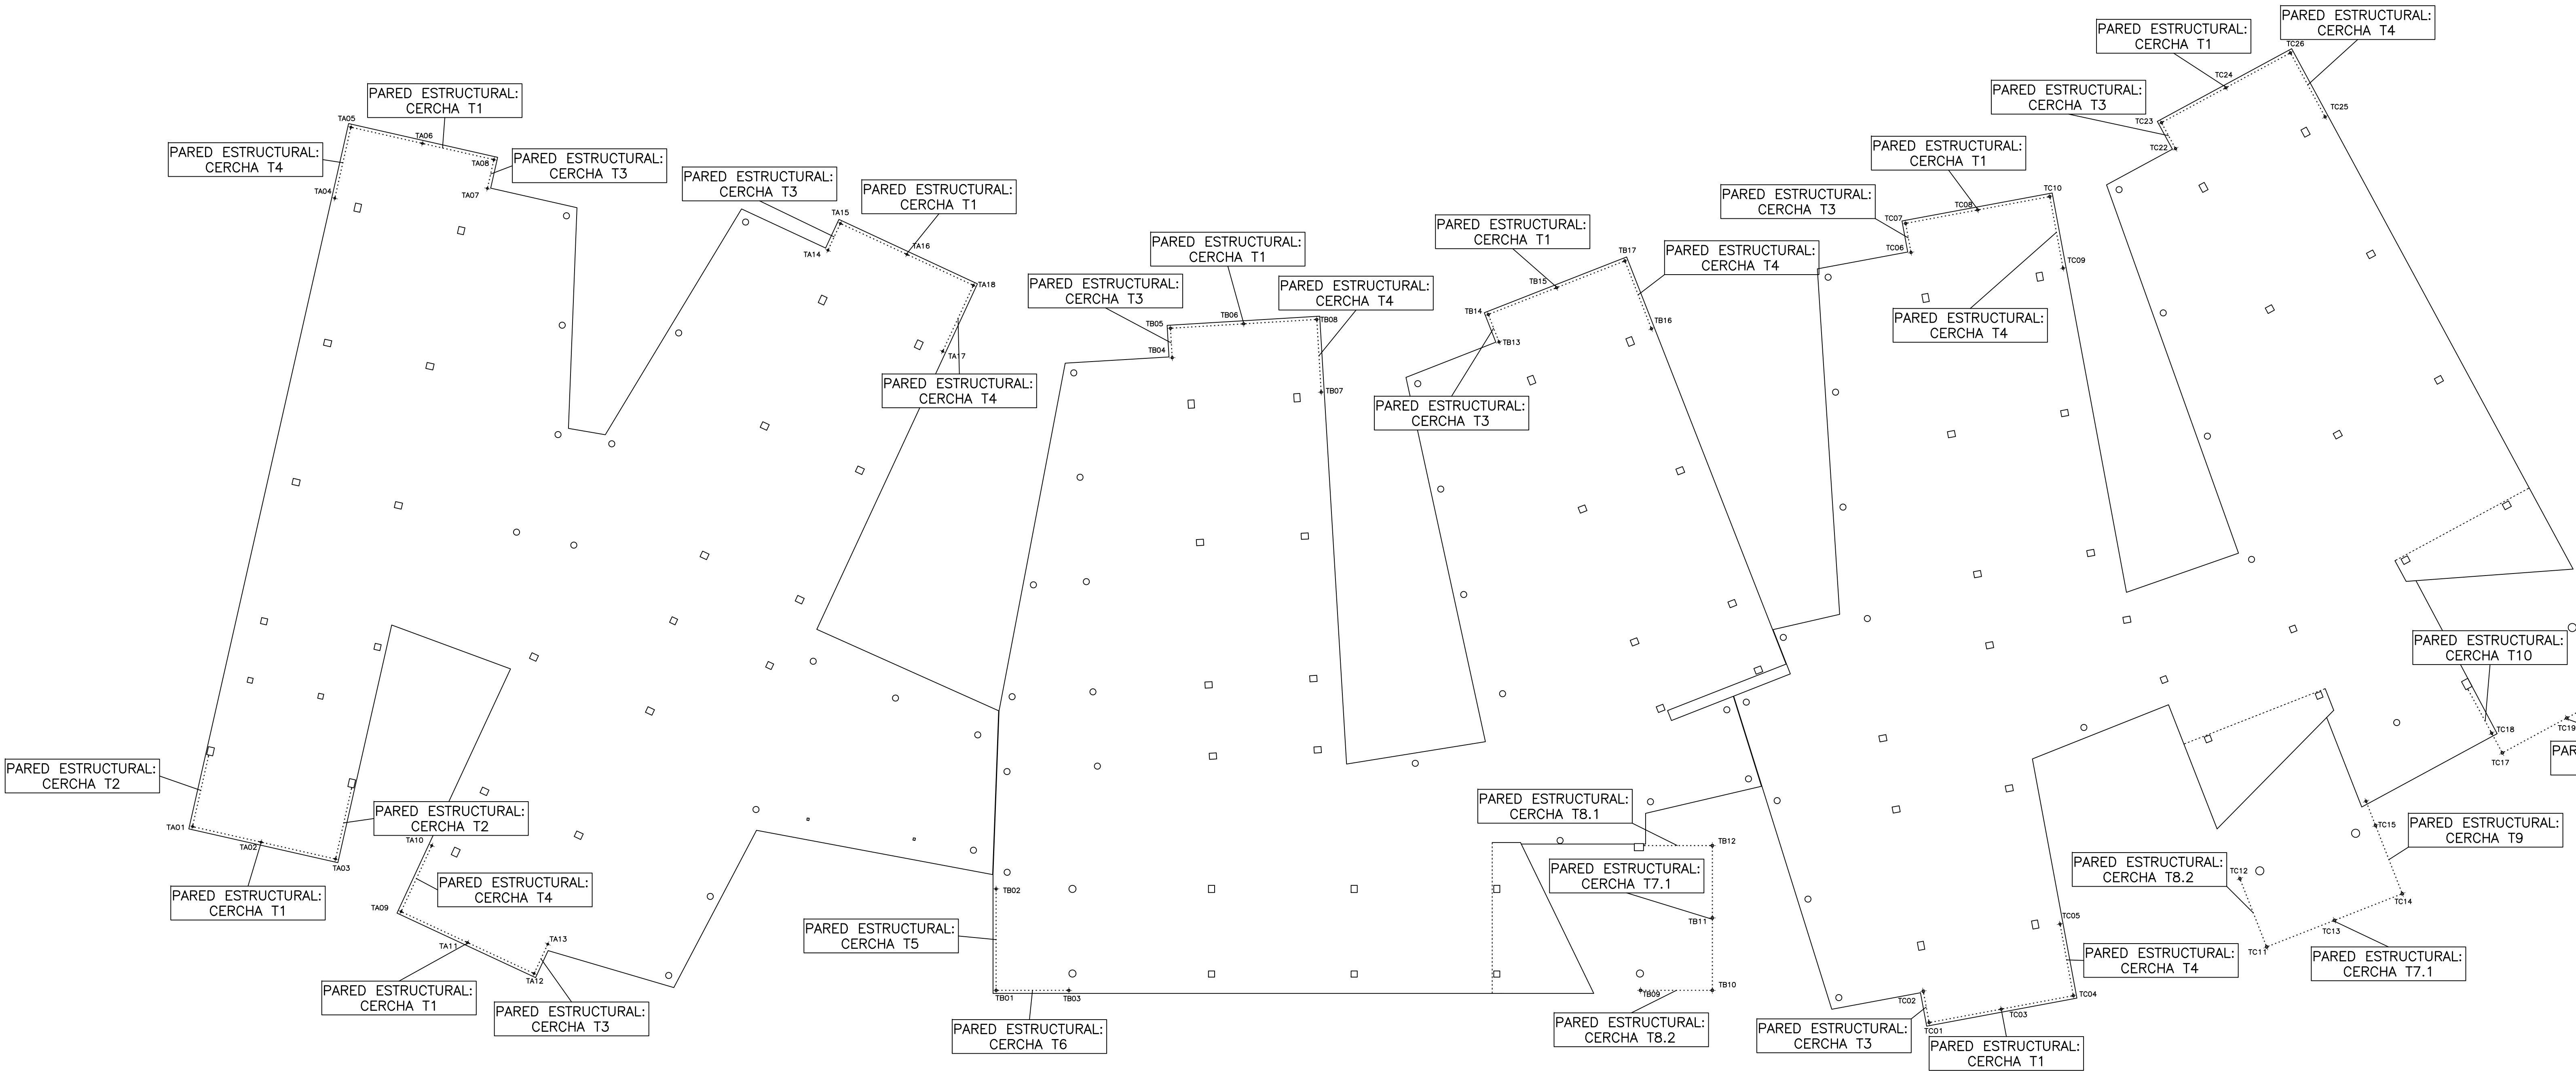 PARED ESTRUCTURAL:
CERCHA T4
TC26
PARED ESTRUCTURAL:
CERCHA T1
TC24
PARED ESTRUCTURAL:
CERCHA T3
TC25
TC23
TC22
PARED ESTRUCTURAL:
CERCHA T1
TA05
TA06
PARED ESTRUCTURAL:
CERCHA T4
TA08
PARED ESTRUCTURAL:
CERCHA T3
TA04
TA07
PARED ESTRUCTURAL:
CERCHA T3
PARED ESTRUCTURAL:
CERCHA T1
TA15
TA16
TA14
TA18
TA17
PARED ESTRUCTURAL:
CERCHA T4
PARED ESTRUCTURAL:
CERCHA T1
PARED ESTRUCTURAL:
CERCHA T3
PARED ESTRUCTURAL:
CERCHA T4
TB05
TB06
TB08
TB04
TB07
PARED ESTRUCTURAL:
CERCHA T1
TB17
PARED ESTRUCTURAL:
CERCHA T4
TB15
TB14
TB16
TB13
PARED ESTRUCTURAL:
CERCHA T3
PARED ESTRUCTURAL:
CERCHA T1
PARED ESTRUCTURAL:
CERCHA T3
TC10
TC08
TC07
TC06
TC09
PARED ESTRUCTURAL:
CERCHA T4
PARED ESTRUCTURAL:
CERCHA T10
TC18
TC19
TC17
PARED ESTRUCTURAL:
CERCHA T2
TA01
TA02
TA03
PARED ESTRUCTURAL:
CERCHA T2
TA10
PARED ESTRUCTURAL:
CERCHA T1
PARED ESTRUCTURAL:
CERCHA T4
TA09
TA11
TA13
TA12
PARED ESTRUCTURAL:
CERCHA T1
PARED ESTRUCTURAL:
CERCHA T3
TB02
PARED ESTRUCTURAL:
CERCHA T5
TB01
TB03
PARED ESTRUCTURAL:
CERCHA T6
PARED ESTRUCTURAL:
CERCHA T8.1
TB12
PARED ESTRUCTURAL:
CERCHA T7.1
TB11
TB09
TB10
PARED ESTRUCTURAL:
CERCHA T8.2
TC15
PARED ESTRUCTURAL:
CERCHA T9
PARED ESTRUCTURAL:
CERCHA T8.2
TC12
TC14
TC13
TC11
PARED ESTRUCTURAL:
CERCHA T7.1
TC05
PARED ESTRUCTURAL:
CERCHA T4
TC02
TC04
TC03
TC01
PARED ESTRUCTURAL:
CERCHA T3
PARED ESTRUCTURAL:
CERCHA T1